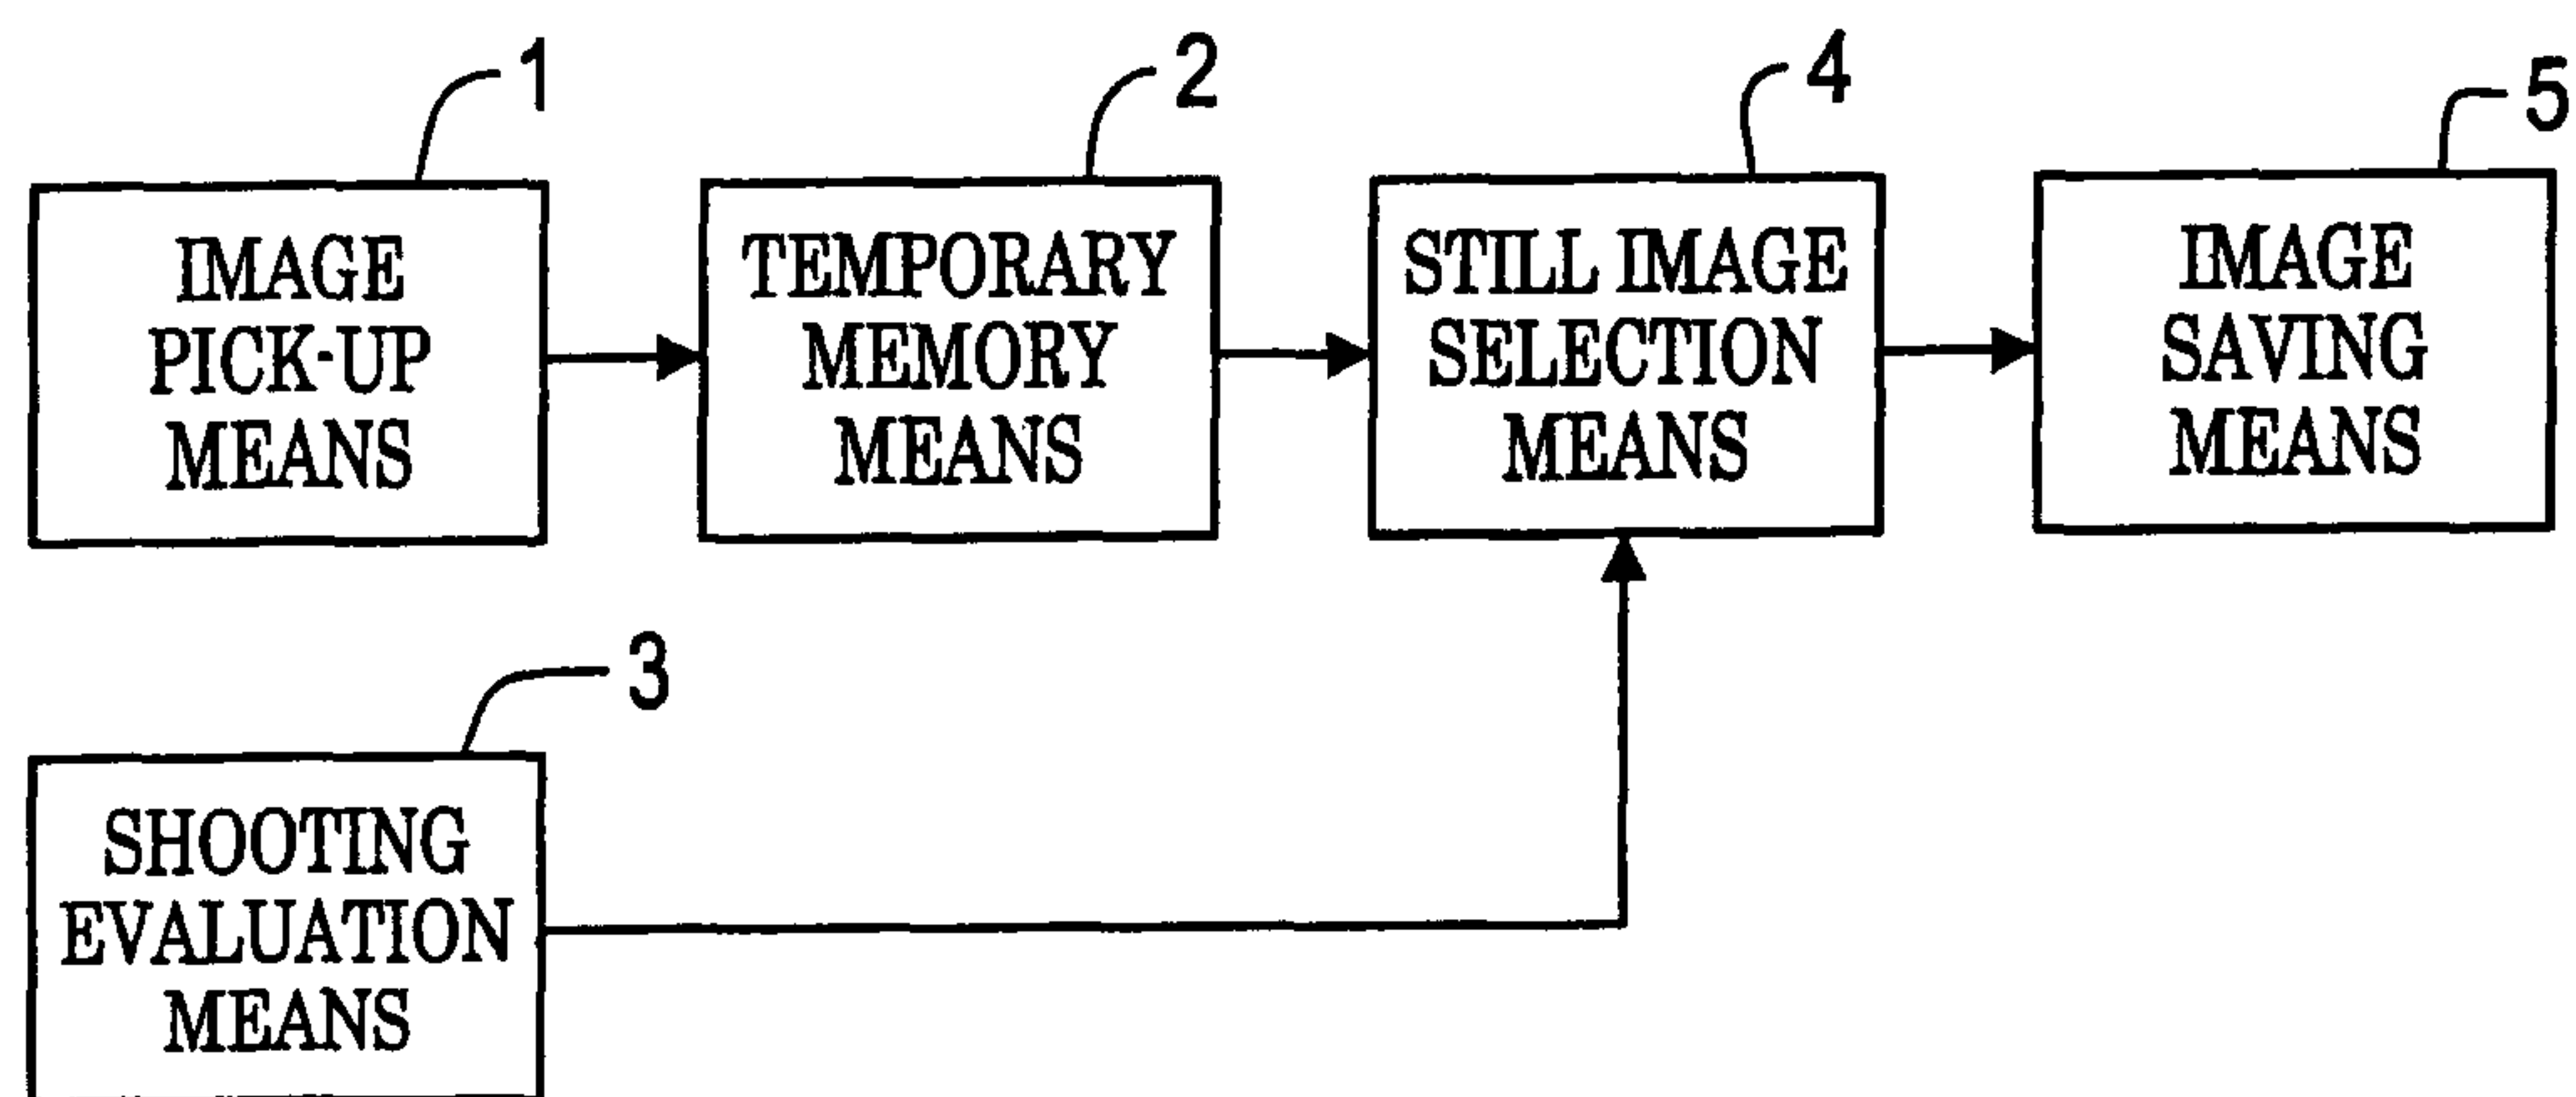 1
IMAGE
PICK-UP
MEANS
2
TEMPORARY
MEMORY
MEANS
4
STILL IMAGE
SELECTION
MEANS
5
IMAGE
SAVING
MEANS
3
SHOOTING
EVALUATION
MEANS